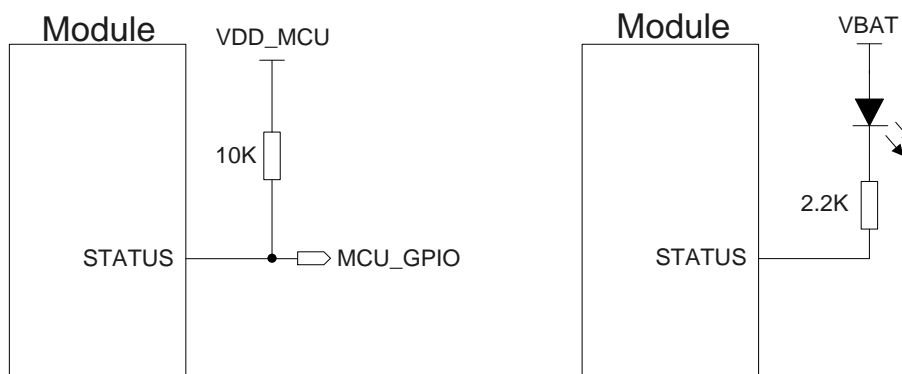 Module
VDD_MCU
10K
STATUS
MCU_GPIO
Module
VBAT
2.2K
STATUS